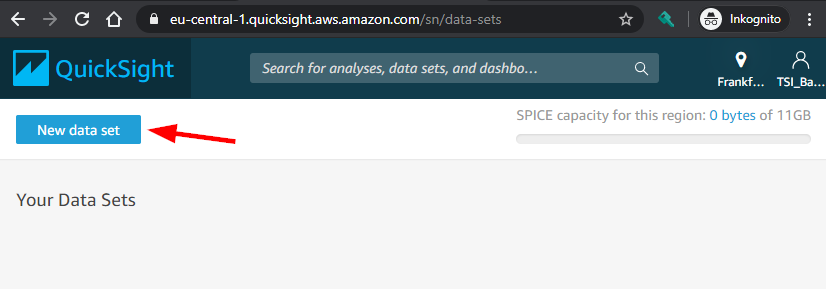 eu-central-1.quicksight.aws.amazon.com/sn/data-sets
Inkognito
QuickSight
Search for analyses, data sets, and dashbo...
Frankf...
TSI_Ba...
New data set
SPICE capacity for this region: 0 bytes of 11GB
Your Data Sets